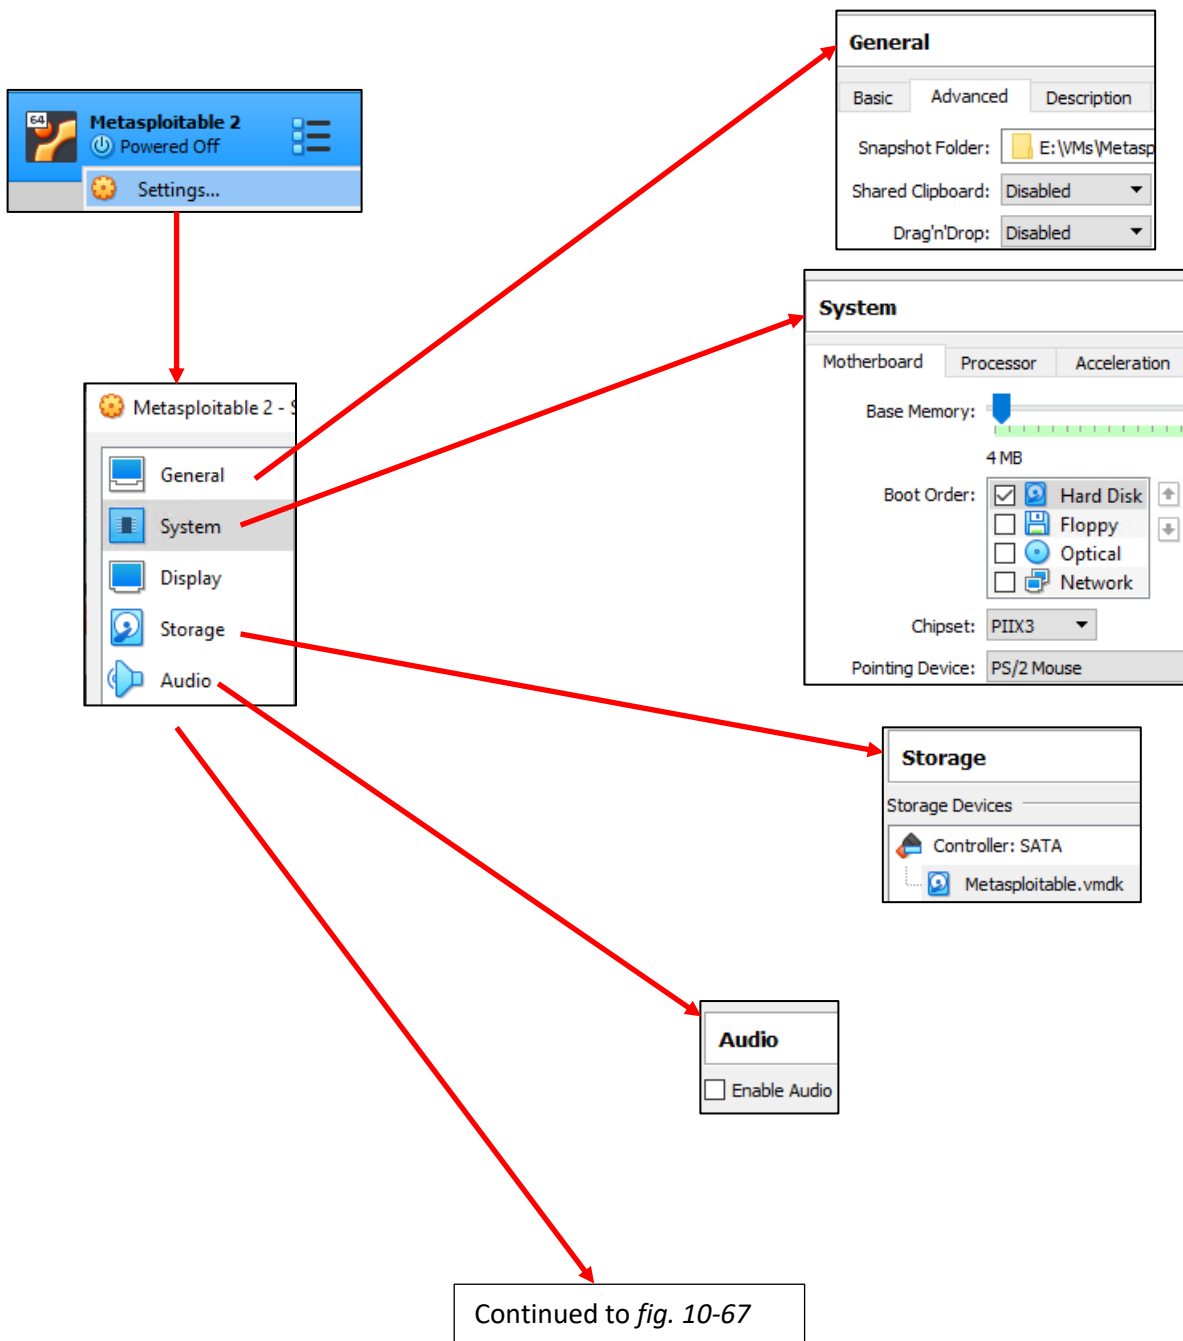 64
Metasploitable 2
Powered Off
Settings...
General
Basic Advanced Description
Snapshot Folder: E:\VMs\Metasp
Shared Clipboard: Disabled
Drag'n'Drop: Disabled
System
Motherboard Processor Acceleration
Base Memory:
4 MB
Boot Order: Hard Disk
Floppy
Optical
Network
Chipset: PIIX3
Pointing Device: PS/2 Mouse
Metasploitable 2 - S
General
System
Display
Storage
Audio
Storage
Storage Devices
Controller: SATA
Metasploitable.vmdk
Audio
Enable Audio
Continued to fig. 10-67